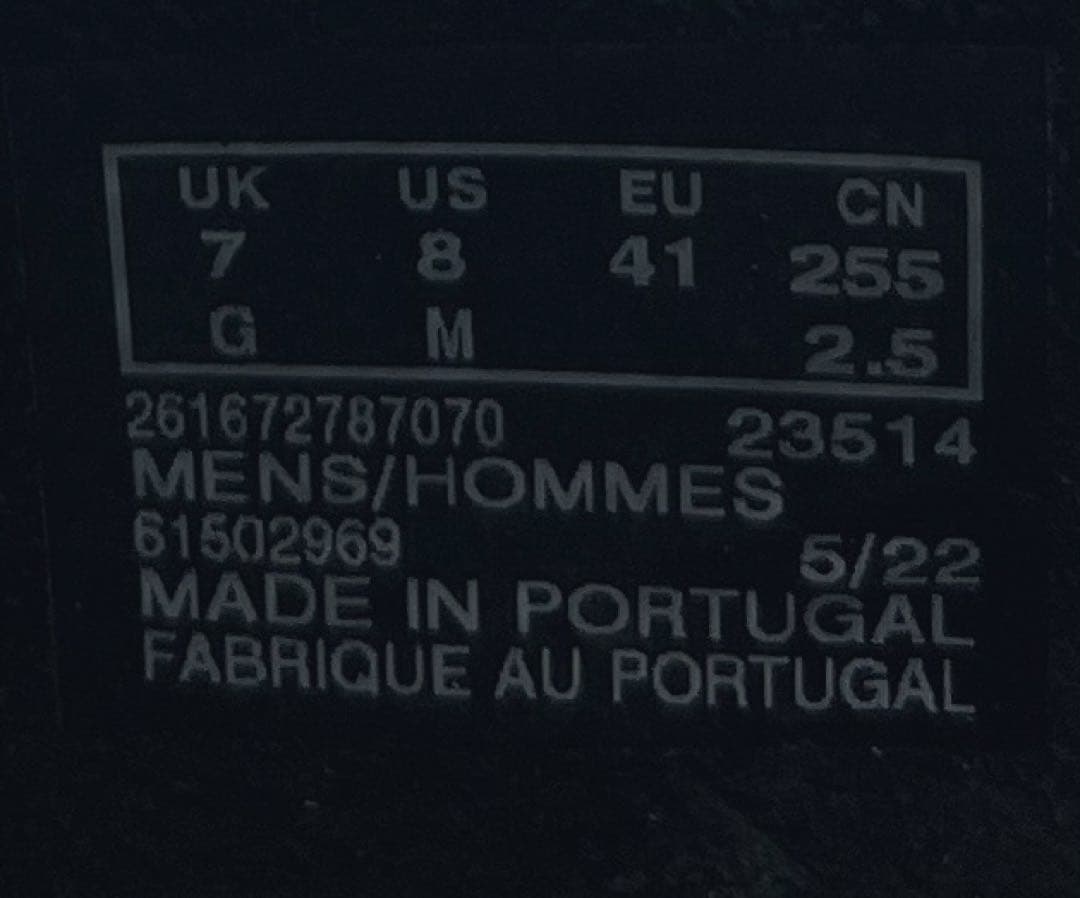 UK US EU CN
7 8 41 255
G M 2.5
261672787070 23514
MENS/HOMMES
61502969 5/22
MADE IN PORTUGAL
FABRIQUE AU PORTUGAL